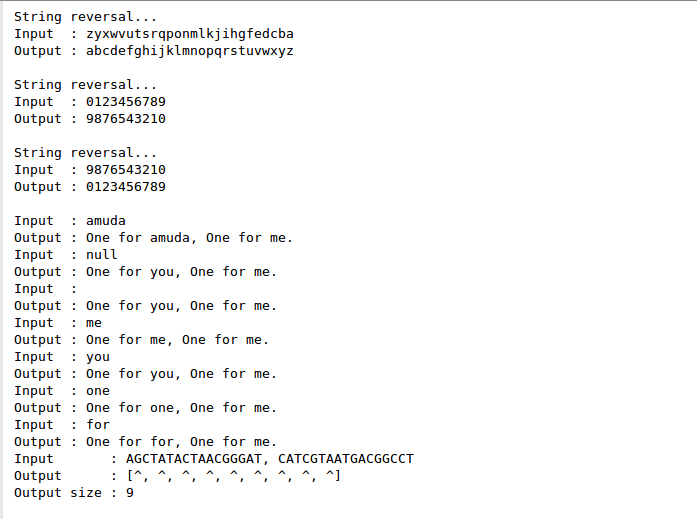 String reversal...
Input  : zyxwvutsrqponmlkjihgfedcba
Output : abcdefghijklmnopqrstuvwxyz
String reversal...
Input  : 0123456789
Output : 9876543210
String reversal...
Input  : 9876543210
Output : 0123456789
Input  : amuda
Output : One for amuda, One for me.
Input  : null
Output : One for you, One for me.
Input  :
Output : One for you, One for me.
Input  : me
Output : One for me, One for me.
Input  : you
Output : One for you, One for me.
Input  : one
Output : One for one, One for me.
Input  : for
Output : One for for, One for me.
Input       : AGCTATACTAACGGGAT, CATCGTAATGACGGCCT
Output      : [^, ^, ^, ^, ^, ^, ^, ^, ^]
Output size : 9